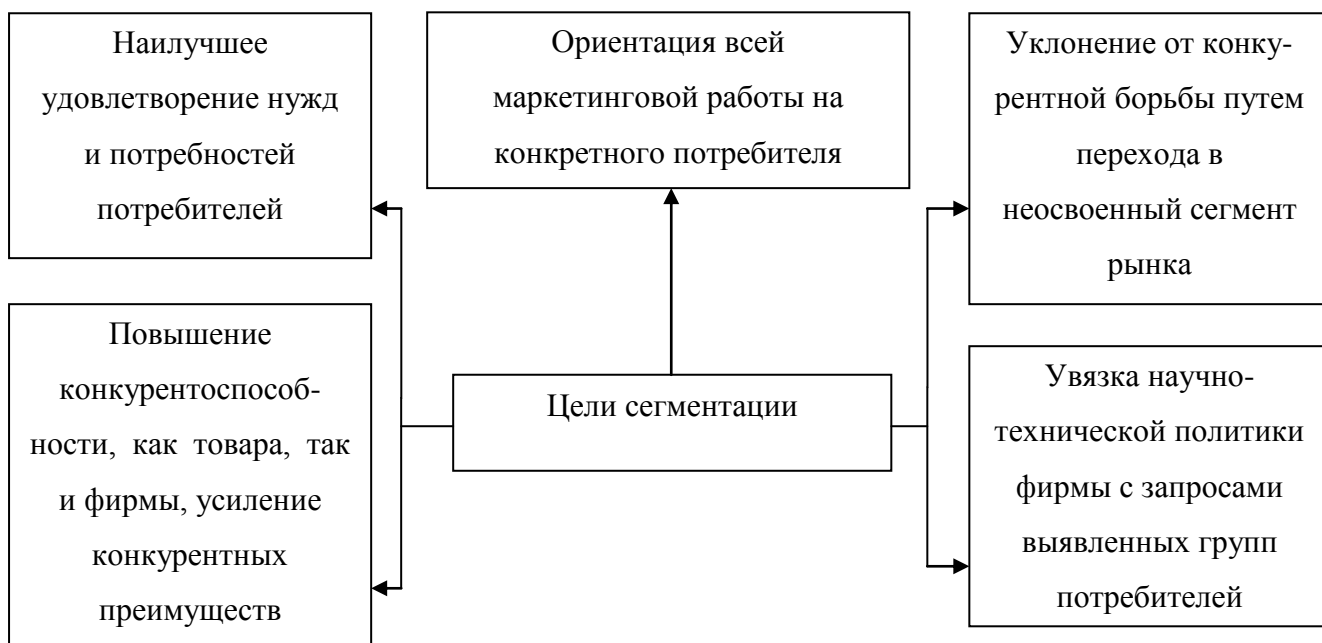 Наилучшее
удовлетворение нужд
и потребностей
потребителей
Ориентация всей
маркетинговой работы на
конкретного потребителя
Уклонение от конку-
рентной борьбы путем
перехода в
неосвоенный сегмент
рынка
Повышение
конкурентоспособ-
ности, как товара, так
и фирмы, усиление
конкурентных
преимуществ
Цели сегментации
Увязка научно-
технической политики
фирмы с запросами
выявленных групп
потребителей